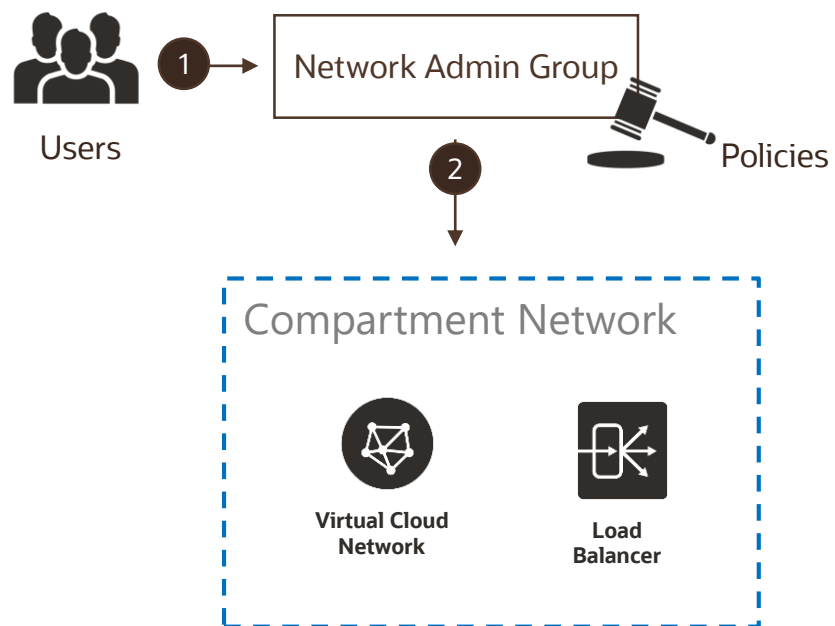 1
Network Admin Group
Users
2
Policies
Compartment Network
Virtual Cloud
Network
Load
Balancer